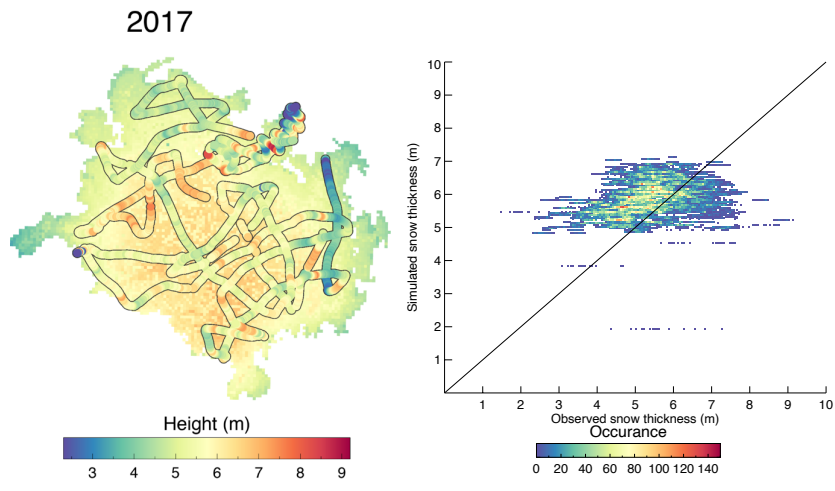 2017
Height (m)
3 4 5 6 7 8 9
Simulated snow thickness (m)
10
9
8
7
6
5
4
3
2
1
1 2 3 4 5 6 7 8 9 10
Observed snow thickness (m)
Occurance
0 20 40 60 80 100 120 140